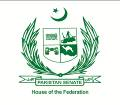 PAKISTAN SENATE
House of the Federation